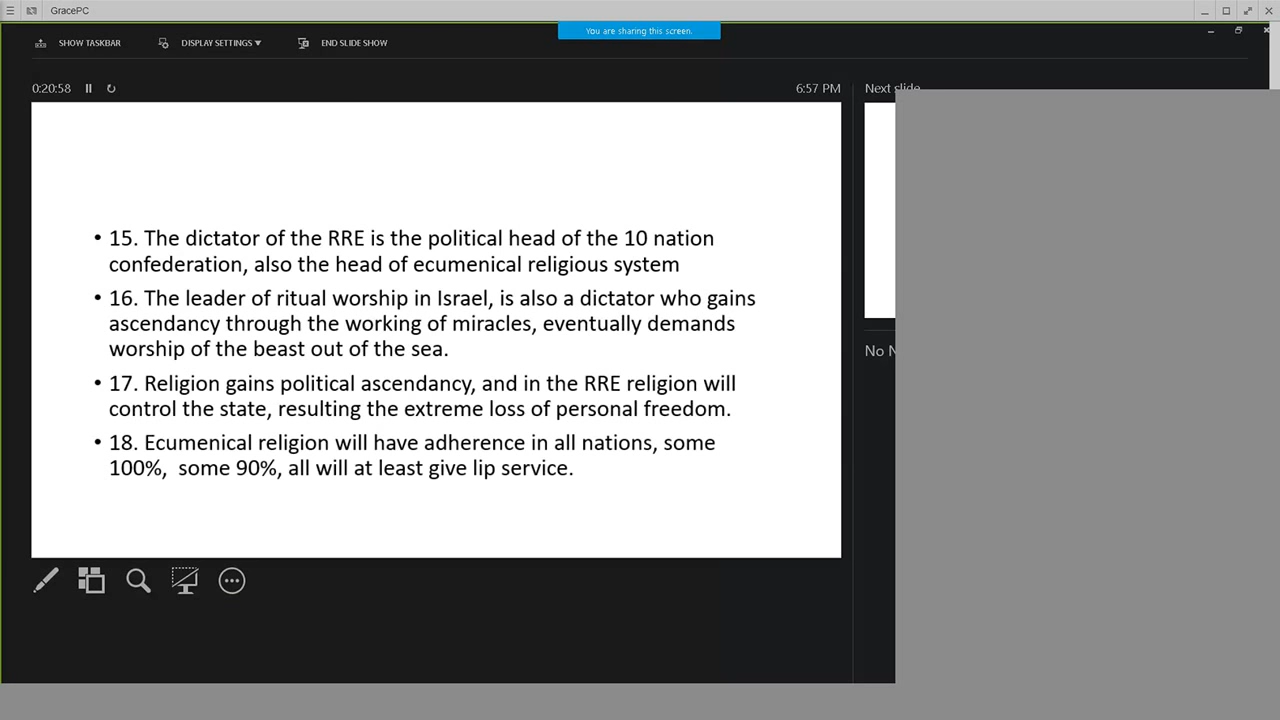 GracePC
You are sharing this screen.
SHOW TASKBAR
DISPLAY SETTINGS
END SLIDE SHOW
0:20:58
6:57 PM
Next slide
• 15. The dictator of the RRE is the political head of the 10 nation
confederation, also the head of ecumenical religious system
• 16. The leader of ritual worship in Israel, is also a dictator who gains
ascendancy through the working of miracles, eventually demands
worship of the beast out of the sea.
• 17. Religion gains political ascendancy, and in the RRE religion will
control the state, resulting the extreme loss of personal freedom.
• 18. Ecumenical religion will have adherence in all nations, some
100%,  some 90%, all will at least give lip service.
No N